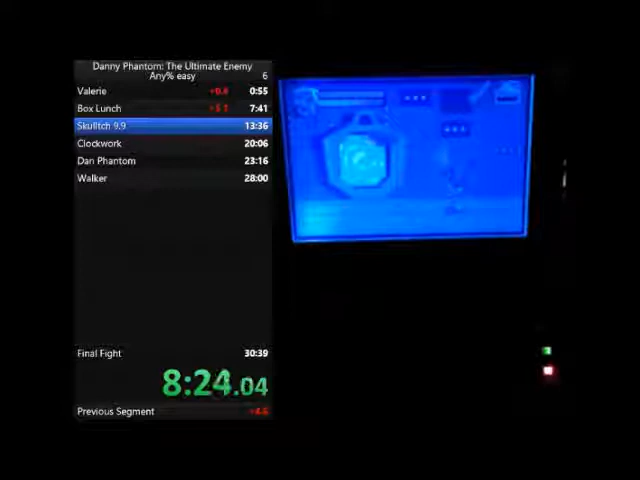 Danny Phantom: The Ultimate Enemy
Any% easy 6
Valerie +0.8 0:55
Box Lunch +5.1 7:41
Skulltch 9.9 13:36
Clockwork 20:06
Dan Phantom 23:16
Walker 28:00
Final Fight 30:39
8:24.04
Previous Segment +4.6